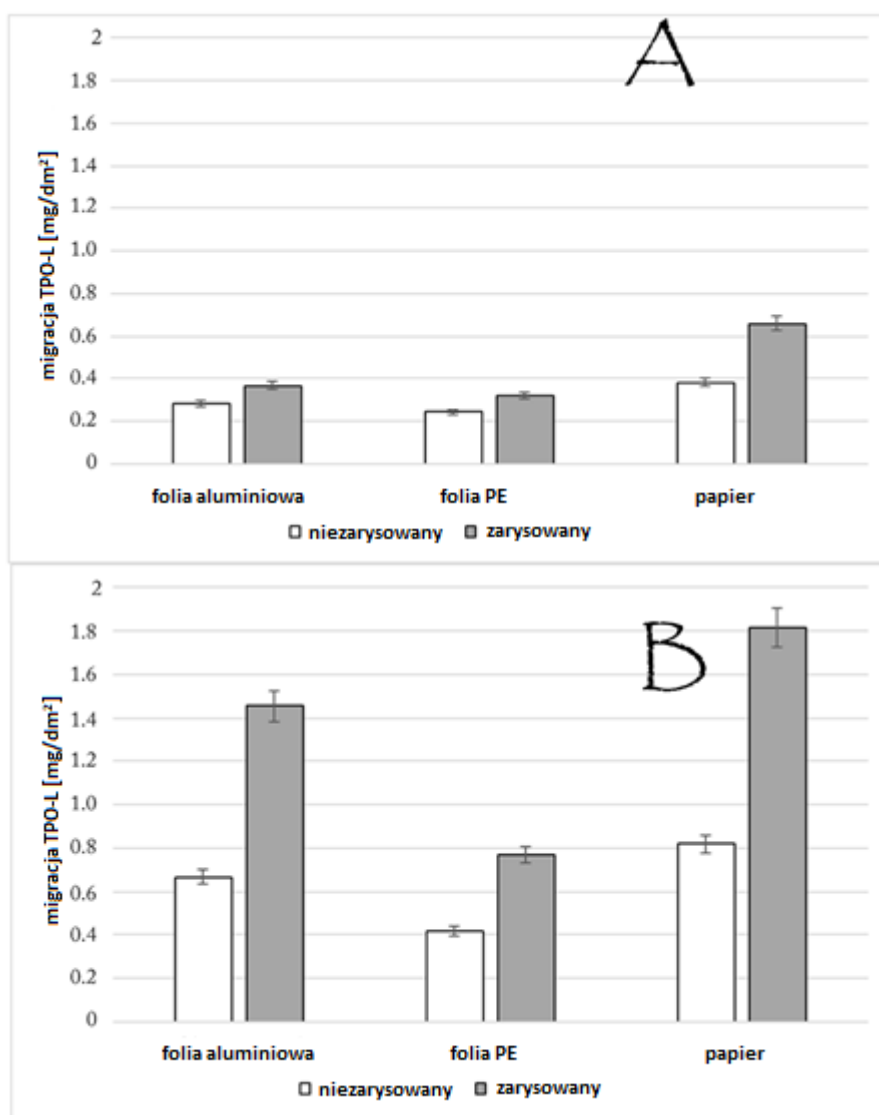 A
2
1.8
1.6
1.4
1.2
1.0
0.8
0.6
0.4
0.2
0
migracja TPO-L [mg/dm²]
folia aluminiowa folia PE papier
niezarysowany zarysowany
B
2
1.8
1.6
1.4
1.2
1.0
0.8
0.6
0.4
0.2
0
migracja TPO-L [mg/dm²]
folia aluminiowa folia PE papier
niezarysowany zarysowany